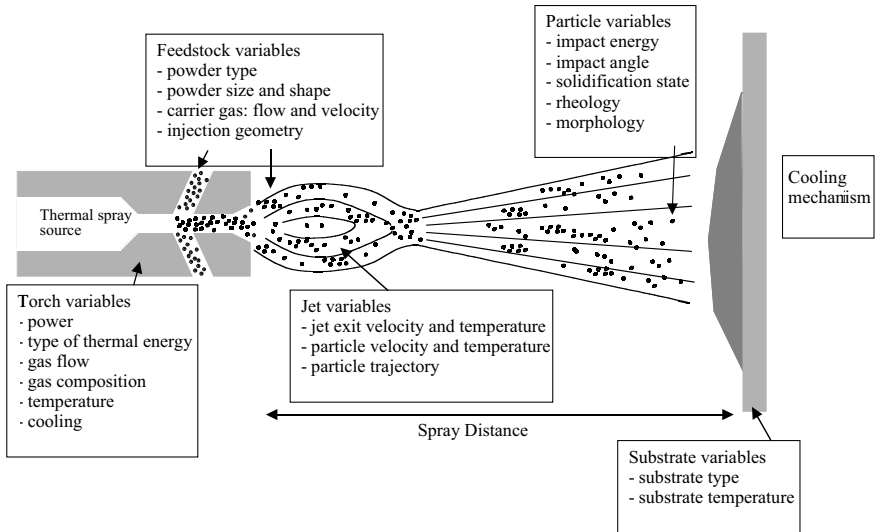 Feedstock variables
- powder type
- powder size and shape
- carrier gas: flow and velocity
- injection geometry
Particle variables
- impact energy
- impact angle
- solidification state
- rheology
- morphology
Thermal spray
source
Cooling
mechanism
Torch variables
- power
- type of thermal energy
- gas flow
- gas composition
- temperature
- cooling
Jet variables
- jet exit velocity and temperature
- particle velocity and temperature
- particle trajectory
Spray Distance
Substrate variables
- substrate type
- substrate temperature